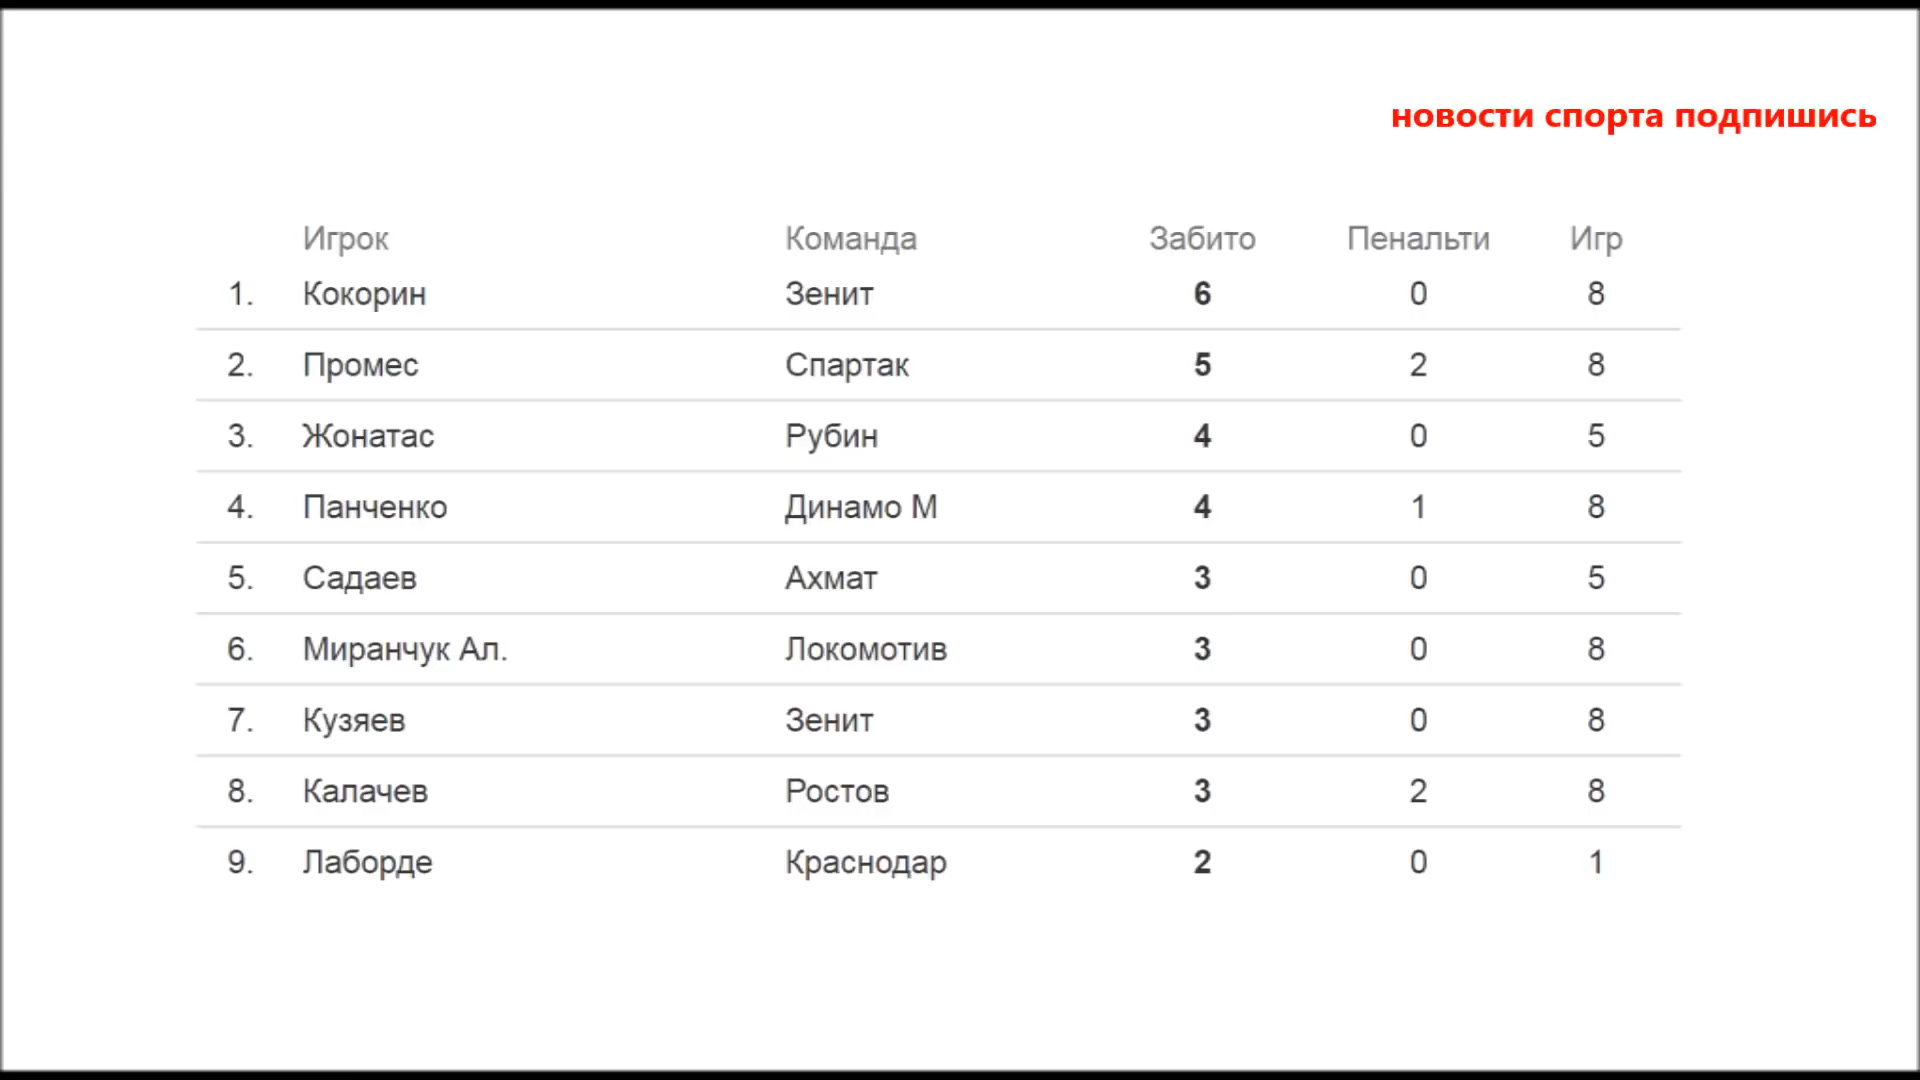 новости спорта подпишись
Игрок Команда Забито Пенальти Игр
1. Кокорин Зенит 6 0 8
2. Промес Спартак 5 2 8
3. Жонатас Рубин 4 0 5
4. Панченко Динамо М 4 1 8
5. Садаев Ахмат 3 0 5
6. Миранчук Ал. Локомотив 3 0 8
7. Кузяев Зенит 3 0 8
8. Калачев Ростов 3 2 8
9. Лаборде Краснодар 2 0 1